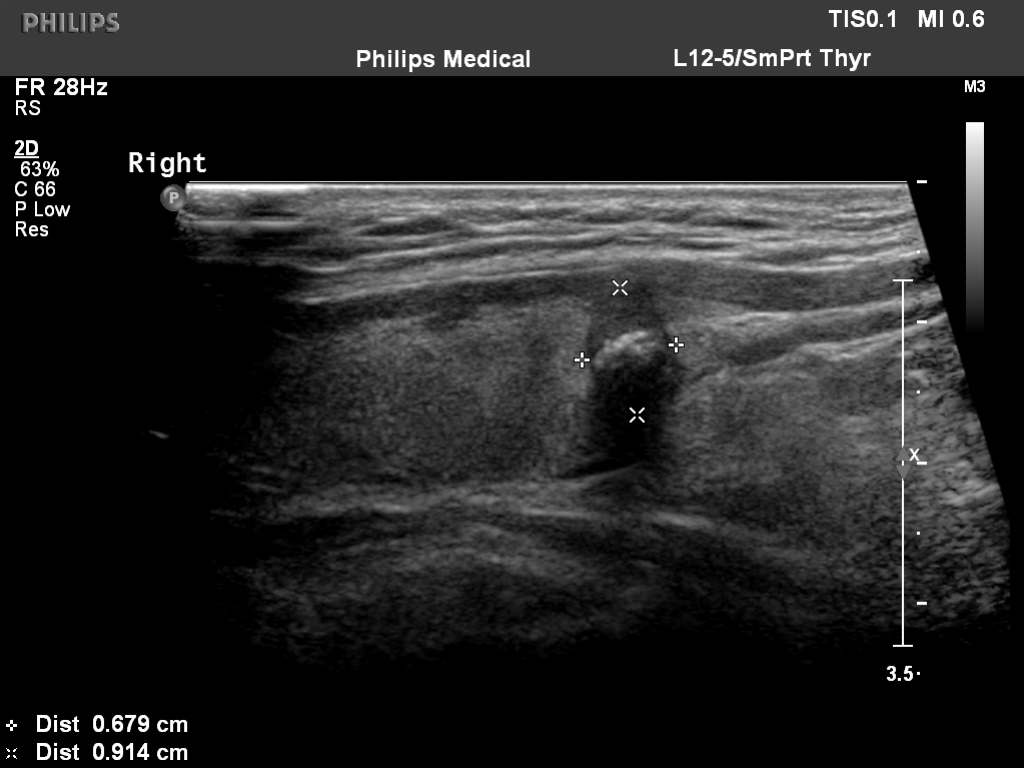 PHILIPS
TIS0.1 MI 0.6
Philips Medical
L12-5/SmPrt Thyr
FR 28Hz
RS
M3
2D
63%
C 66
P Low
Res
Right
P
X
3.5
Dist 0.679 cm
Dist 0.914 cm